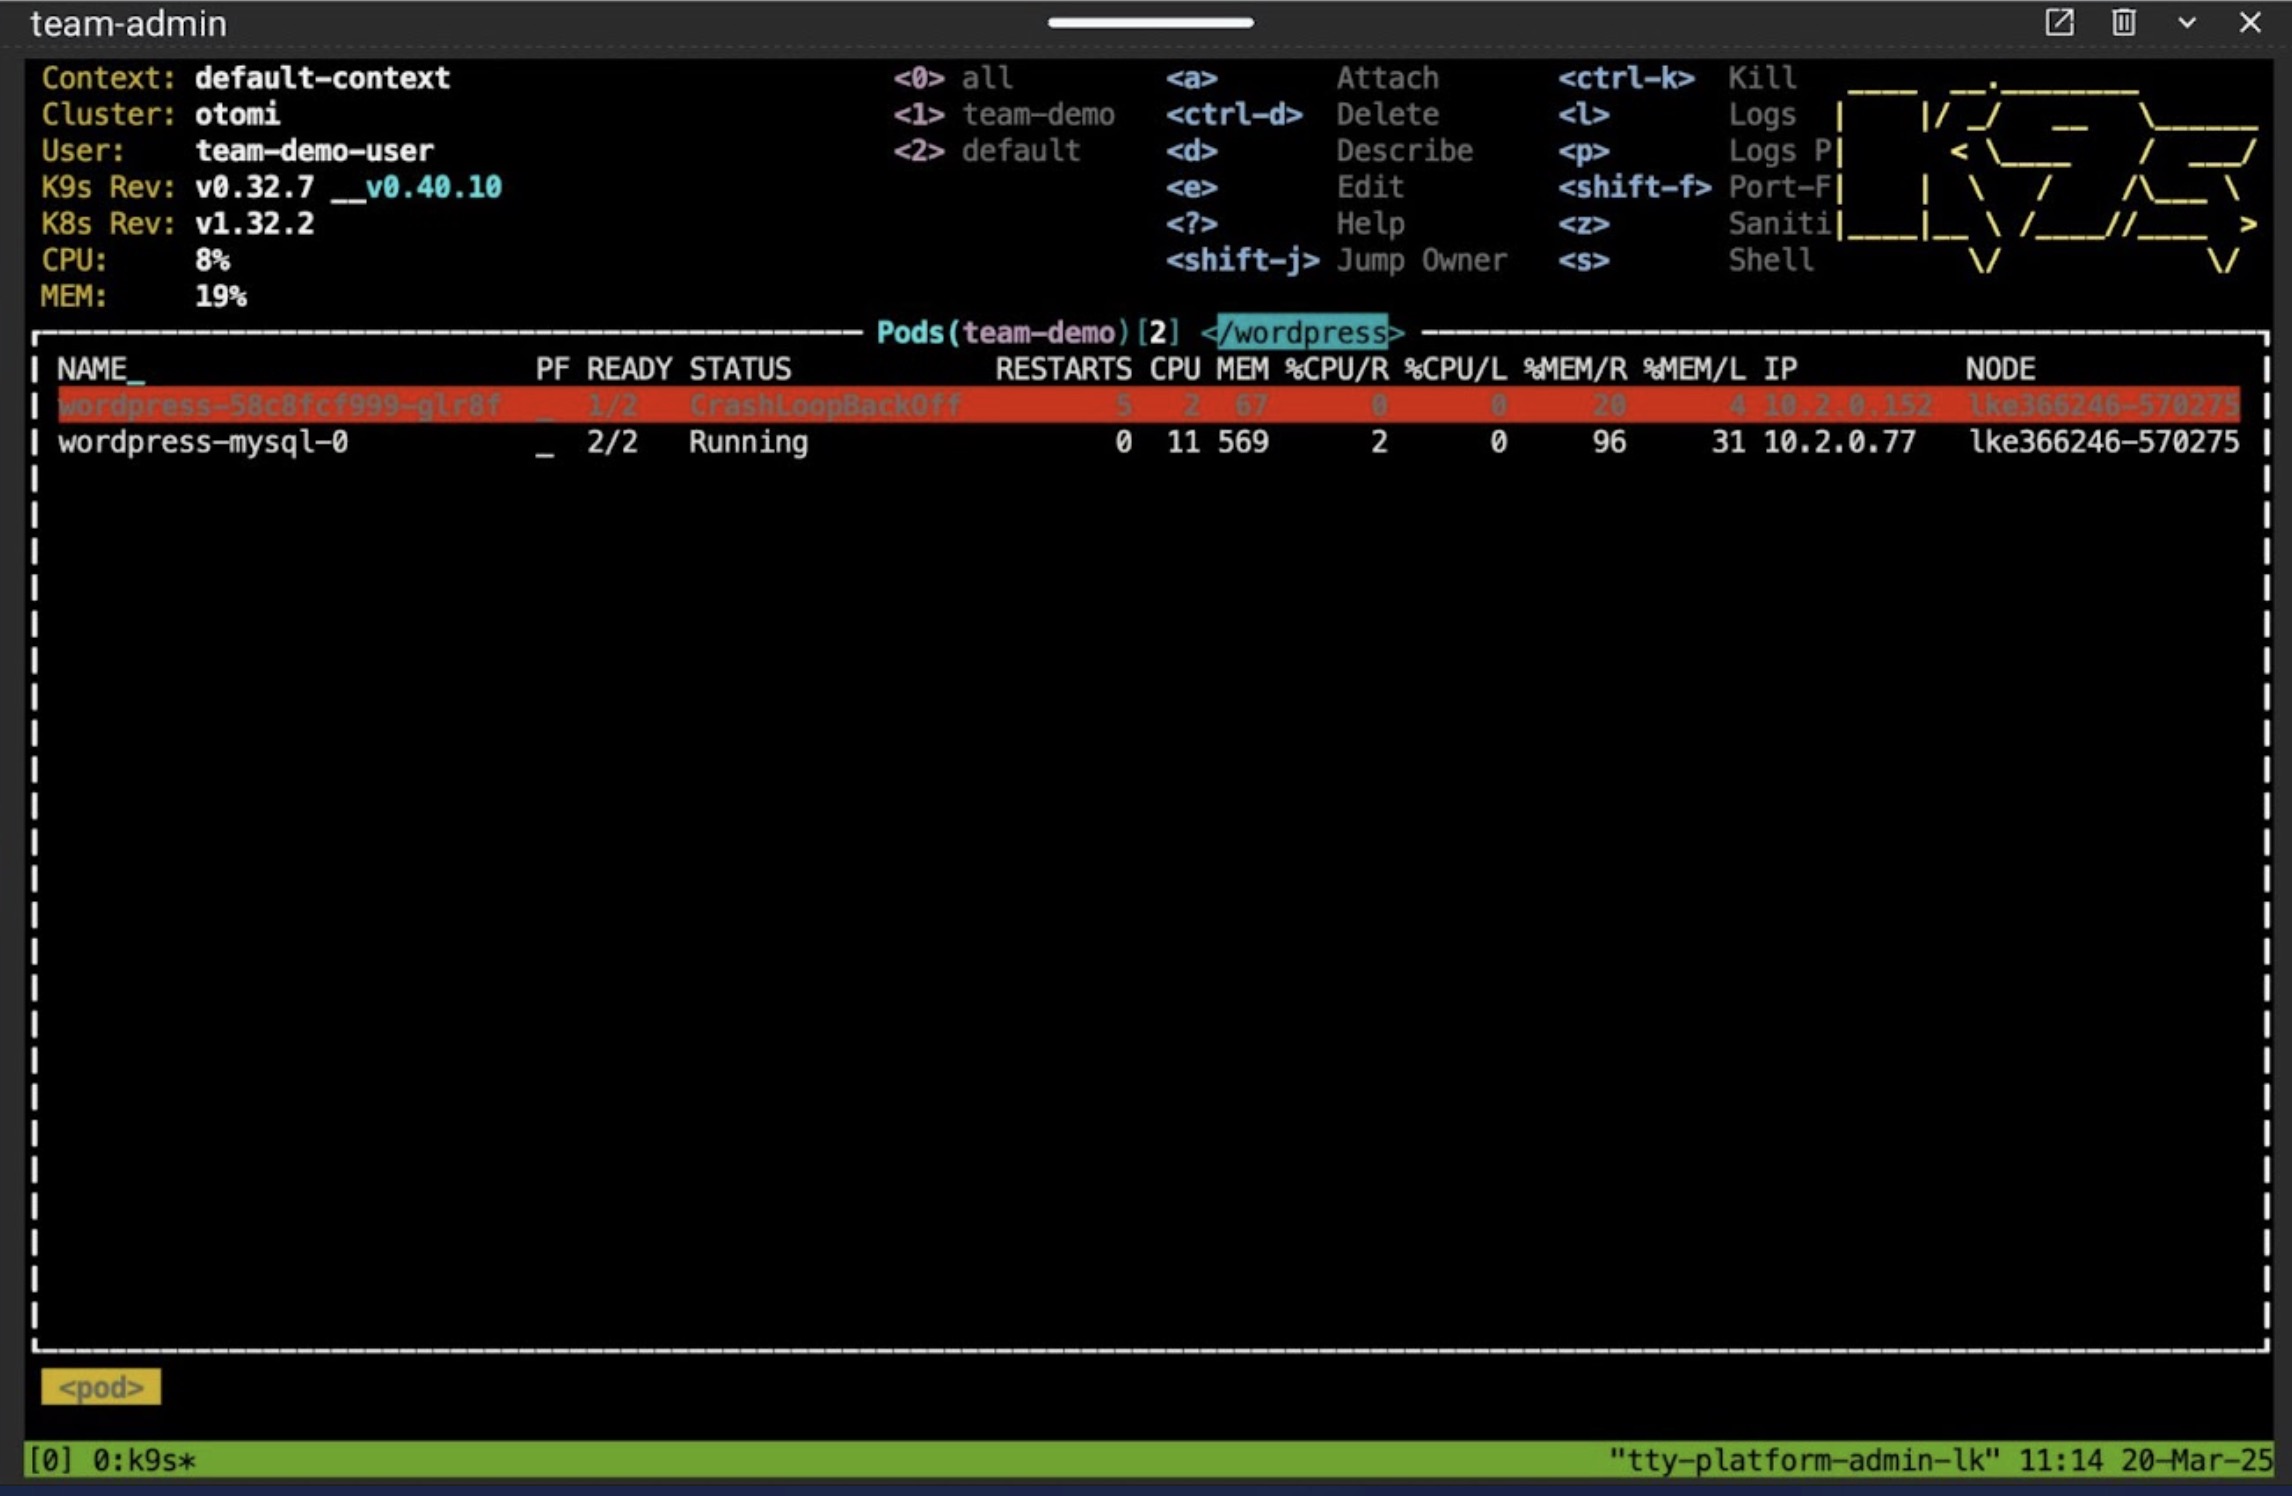 team-admin
Context: default-context <0> all <a> Attach <ctrl-k> Kill
Cluster: otomi <1> team-demo <ctrl-d> Delete <l> Logs
User: team-demo-user <2> default <d> Describe <p> Logs P
K9s Rev: v0.32.7 __v0.40.10 <e> Edit <shift-f> Port-F
K8s Rev: v1.32.2 <?> Help <z> Saniti
CPU: 8% <shift-j> Jump Owner <s> Shell
MEM: 19%
Pods(team-demo)[2] </wordpress>
NAME_ PF READY STATUS RESTARTS CPU MEM %CPU/R %CPU/L %MEM/R %MEM/L IP NODE
wordpress-58c8fcf999-glr8f _ 1/2 CrashLoopBackOff 5 2 67 0 0 20 4 10.2.0.152 lke366246-570275
wordpress-mysql-0 _ 2/2 Running 0 11 569 2 0 96 31 10.2.0.77 lke366246-570275
<pod>
[0] 0:k9s* "tty-platform-admin-lk" 11:14 20-Mar-25